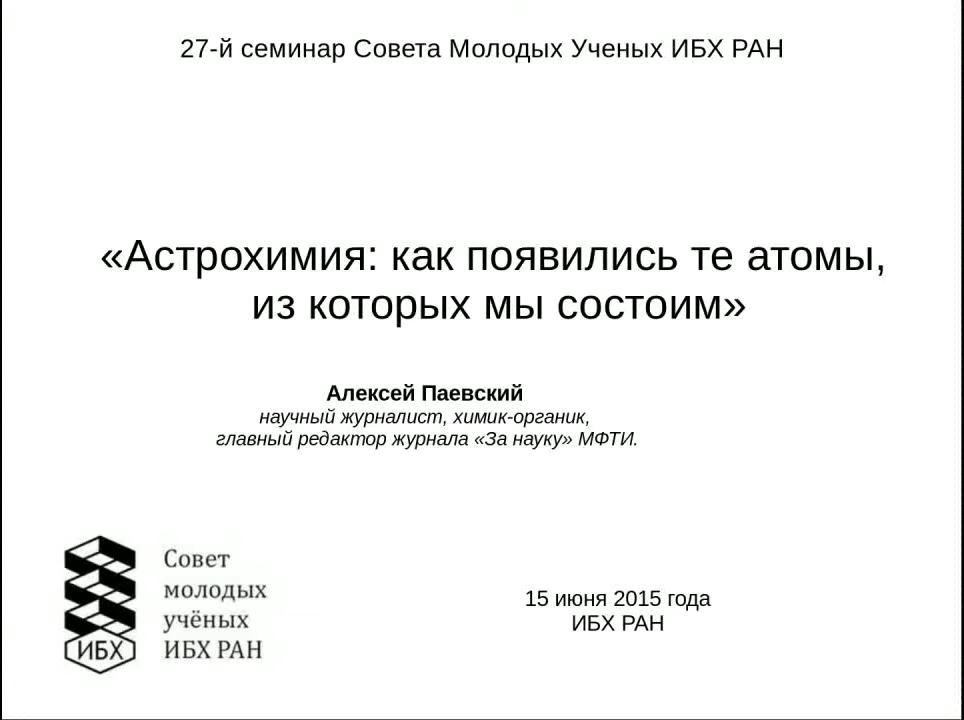 27-й семинар Совета Молодых Ученых ИБХ РАН
«Астрохимия: как появились те атомы,
из которых мы состоим»
Алексей Паевский
научный журналист, химик-органик,
главный редактор журнала «За науку» МФТИ.
Совет
молодых
учёных
ИБХ РАН
ИБХ
15 июня 2015 года
ИБХ РАН